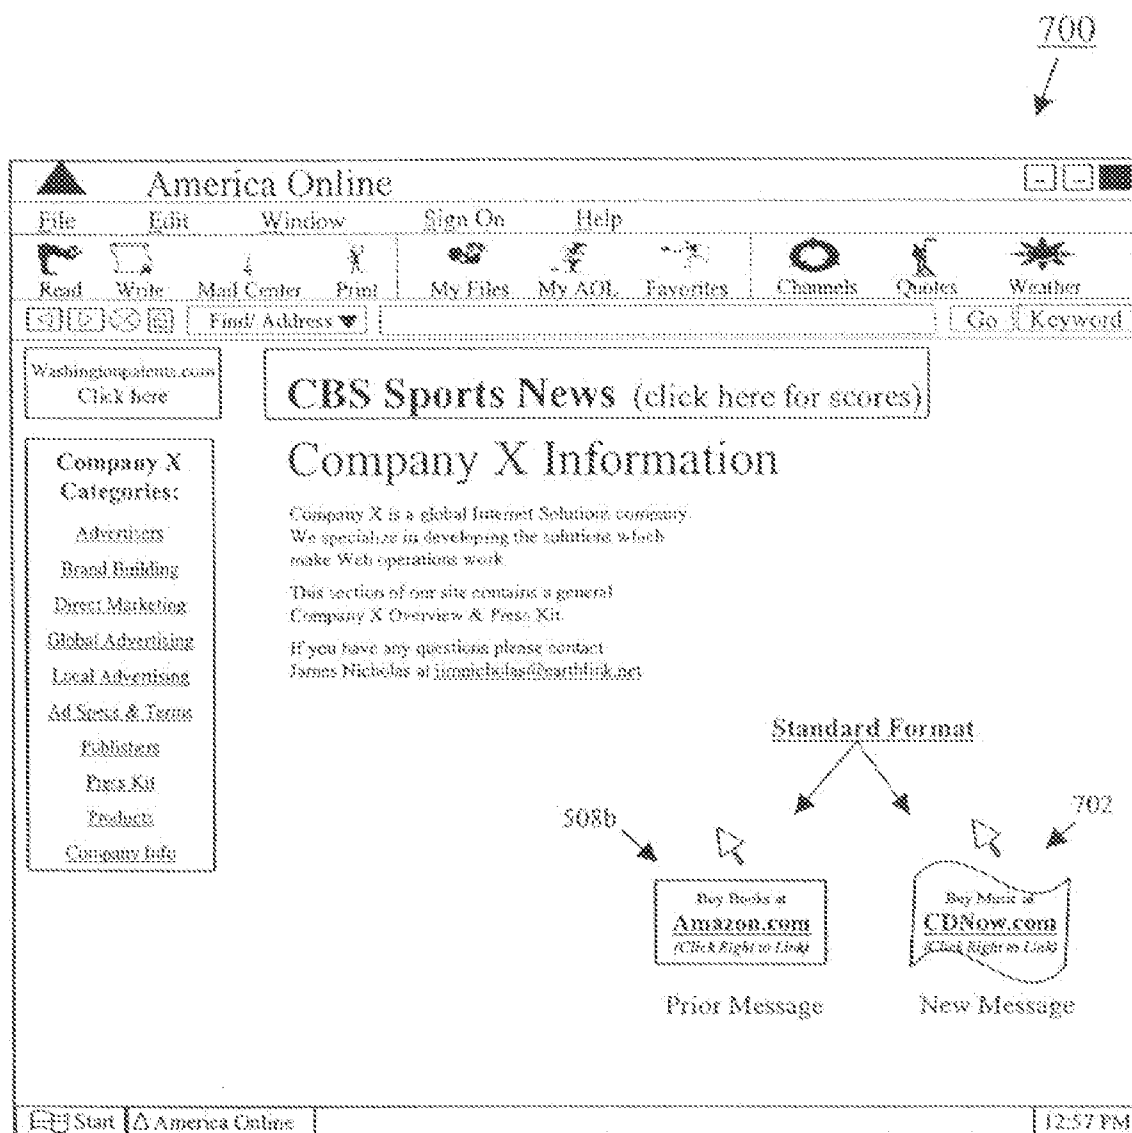 700
America Online
File Edit Window Sign On Help
Read Write Mail Center Print My Files My AOL Favorites Channels Quotes Weather
Find/ Address Go Keyword
Washingtonpatents.com
Click here
CBS Sports News (click here for scores)
Company X
Categories:
Advertisers
Brand Building
Direct Marketing
Global Advertising
Local Advertising
Ad Specs & Terms
Publishers
Press Kit
Products
Company Info
Company X Information
Company X is a global Internet Solutions company.
We specialize in developing the solutions which
make Web operations work.
This section of our site contains a general
Company X Overview & Press Kit.
If you have any questions please contact
James Nicholas at jimnicholas@earthlink.net
Standard Format
508b
702
Buy Books at
Amazon.com
(Click Right to Link)
Prior Message
Buy Music at
CDNow.com
(Click Right to Link)
New Message
Start America Online 12:57 PM